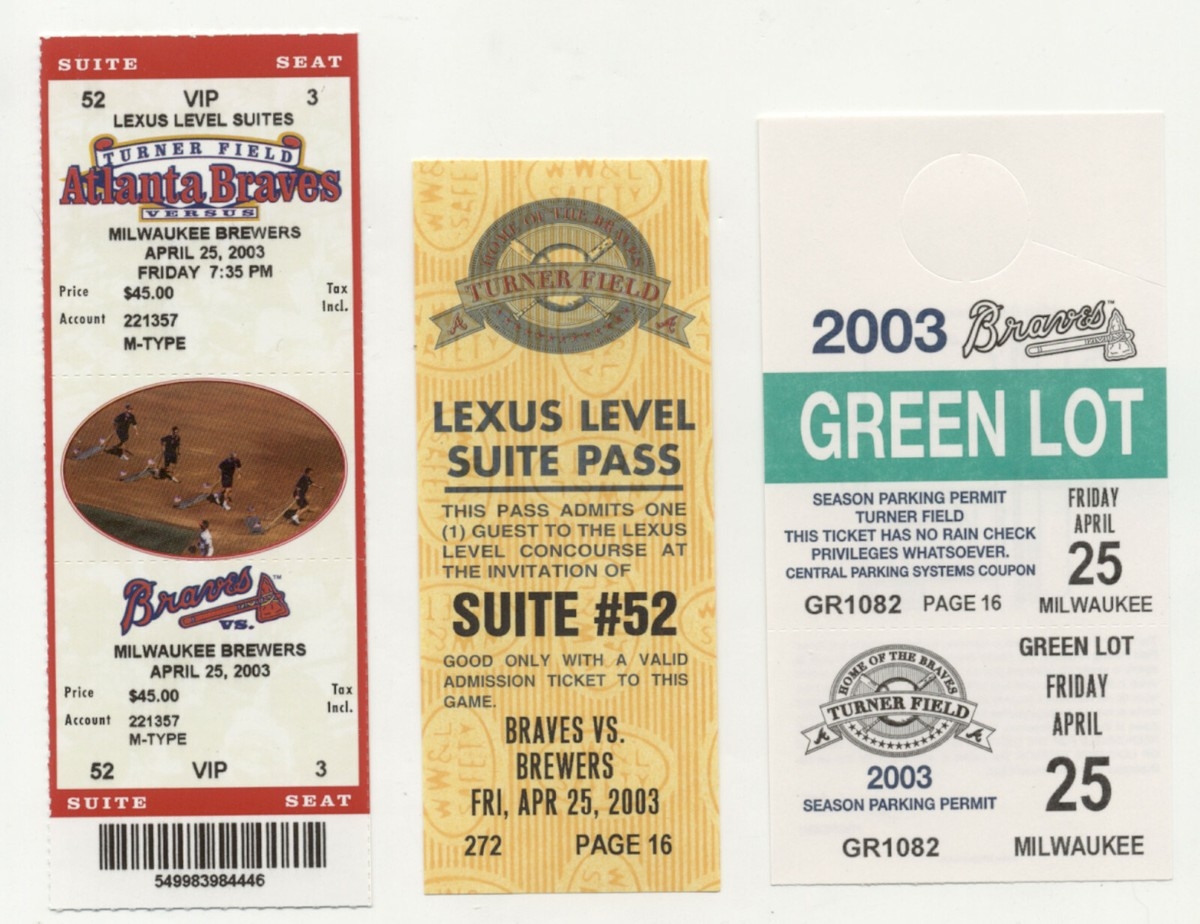 SUITE SEAT
52 VIP 3
LEXUS LEVEL SUITES
TURNER FIELD
Atlanta Braves
VERSUS
MILWAUKEE BREWERS
APRIL 25, 2003
FRIDAY 7:35 PM
Price $45.00 Tax Incl.
Account 221357
M-TYPE
Braves™
VS.
MILWAUKEE BREWERS
APRIL 25, 2003
Price $45.00 Tax Incl.
Account 221357
M-TYPE
52 VIP 3
SUITE SEAT
549983984446
WW&L
SAFETY
HOME OF THE BRAVES
TURNER FIELD
A A
LEXUS LEVEL
SUITE PASS
THIS PASS ADMITS ONE
(1) GUEST TO THE LEXUS
LEVEL CONCOURSE AT
THE INVITATION OF
SUITE #52
GOOD ONLY WITH A VALID
ADMISSION TICKET TO THIS
GAME.
BRAVES VS.
BREWERS
FRI, APR 25, 2003
272 PAGE 16
2003 Braves™
GREEN LOT
SEASON PARKING PERMIT
TURNER FIELD
THIS TICKET HAS NO RAIN CHECK
PRIVILEGES WHATSOEVER.
CENTRAL PARKING SYSTEMS COUPON
GR1082 PAGE 16
FRIDAY
APRIL
25
MILWAUKEE
HOME OF THE BRAVES
TURNER FIELD
A A
2003
SEASON PARKING PERMIT
GR1082
GREEN LOT
FRIDAY
APRIL
25
MILWAUKEE